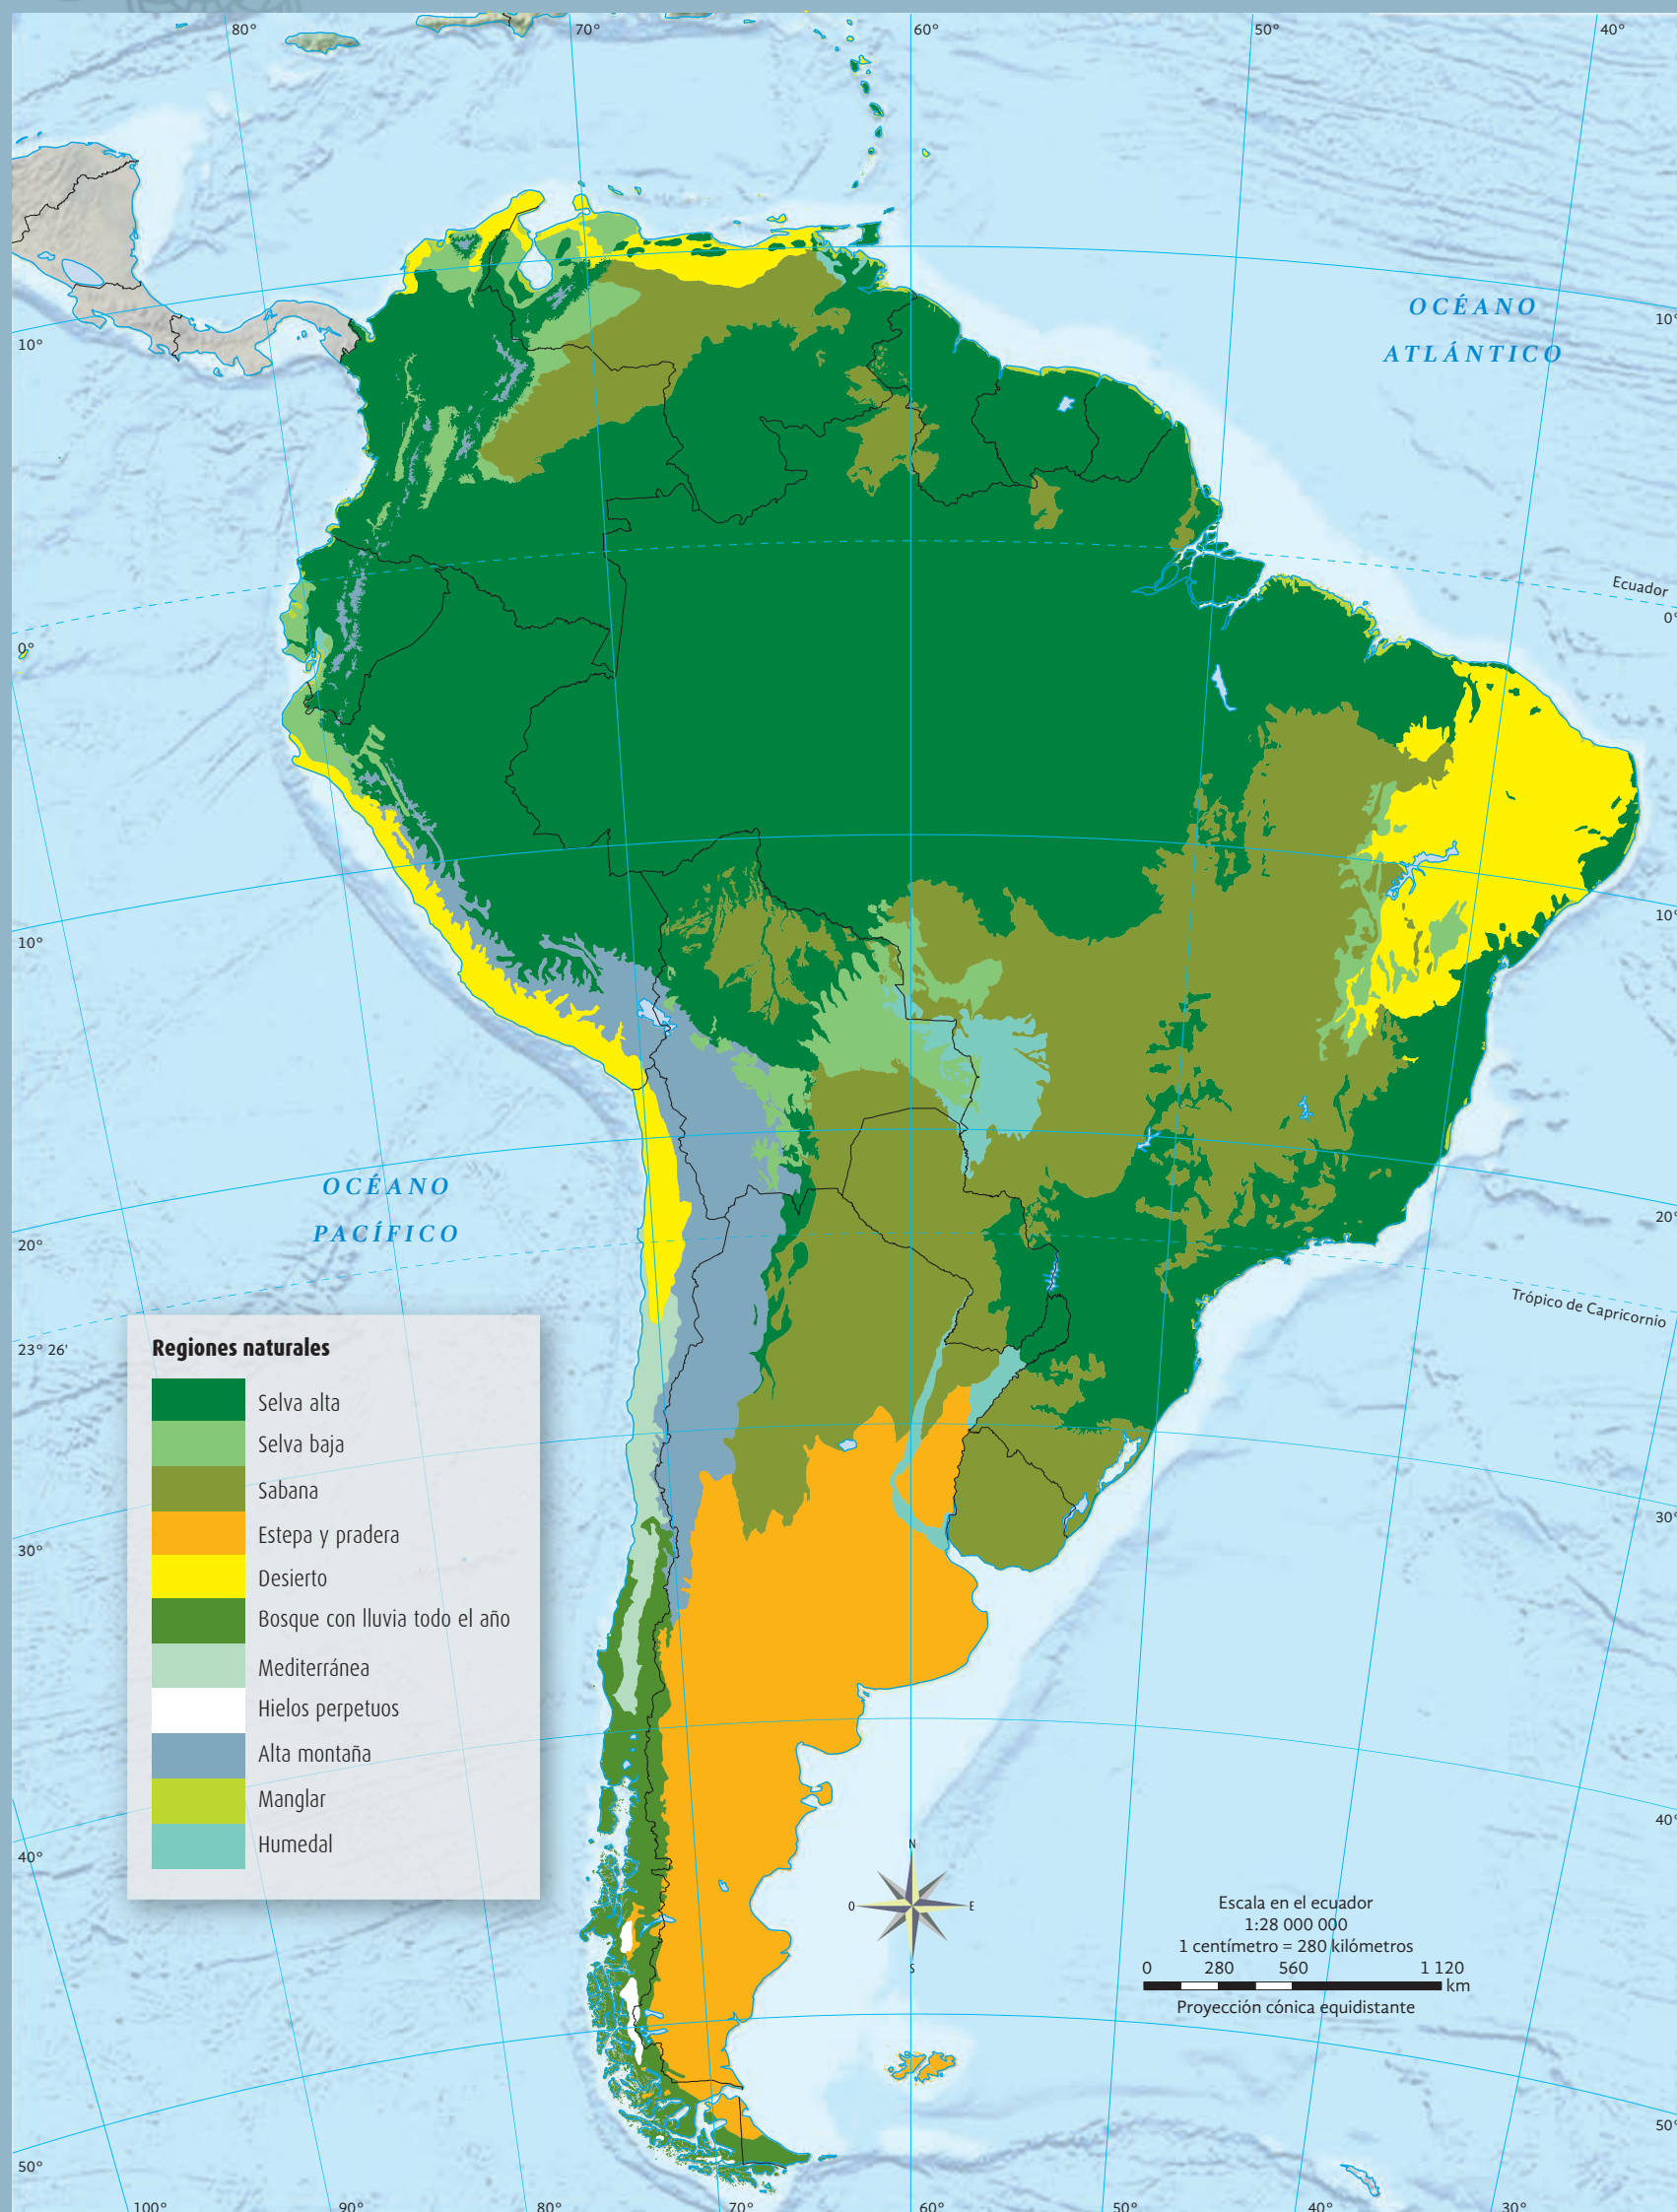 80°
70°
60°
50°
40°
OCÉANO
ATLÁNTICO
10°
10°
Ecuador
0°
0°
10°
10°
OCÉANO
PACÍFICO
20°
20°
Trópico de Capricornio
23° 26'
Regiones naturales
Selva alta
Selva baja
Sabana
Estepa y pradera
Desierto
Bosque con lluvia todo el año
Mediterránea
Hielos perpetuos
Alta montaña
Manglar
Humedal
30°
30°
40°
40°
N
O
E
S
Escala en el ecuador
1:28 000 000
1 centímetro = 280 kilómetros
0 280 560 1 120
km
Proyección cónica equidistante
50°
50°
100°
90°
80°
70°
60°
50°
40°
30°